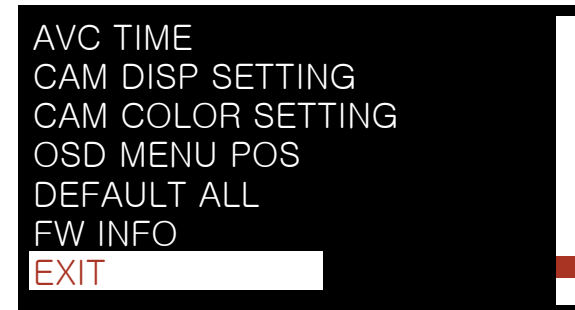 AVC TIME
CAM DISP SETTING
CAM COLOR SETTING
OSD MENU POS
DEFAULT ALL
FW INFO
EXIT